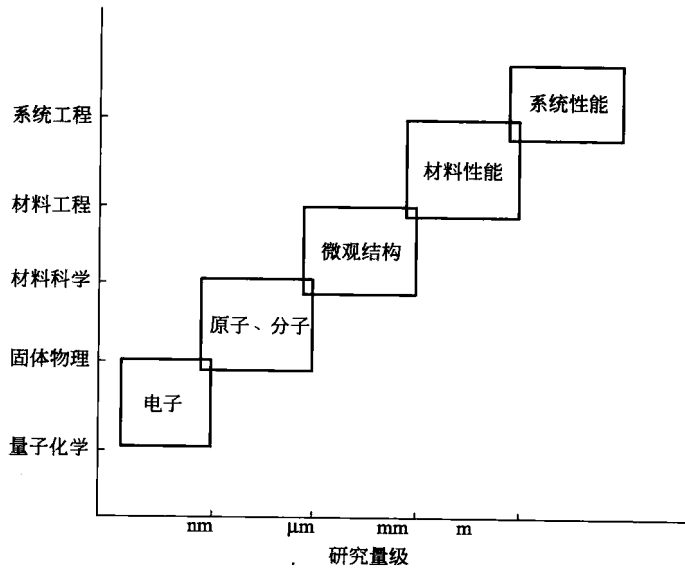 系统性能
系统工程
材料性能
材料工程
微观结构
材料科学
原子、分子
固体物理
电子
量子化学
nm
μm
mm
m
研究量级